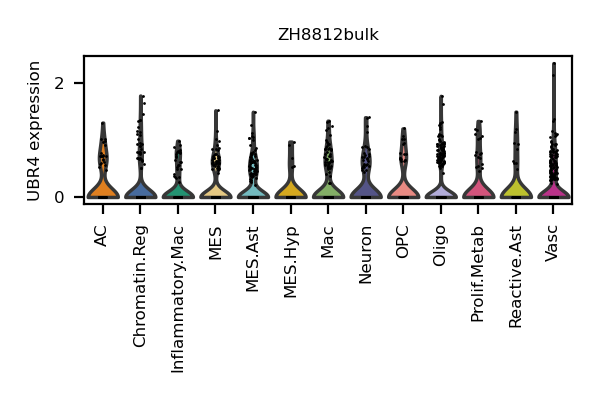 ZH8812bulk
UBR4 expression
2
0
AC
Chromatin.Reg
Inflammatory.Mac
MES
MES.Ast
MES.Hyp
Mac
Neuron
OPC
Oligo
Prolif.Metab
Reactive.Ast
Vasc